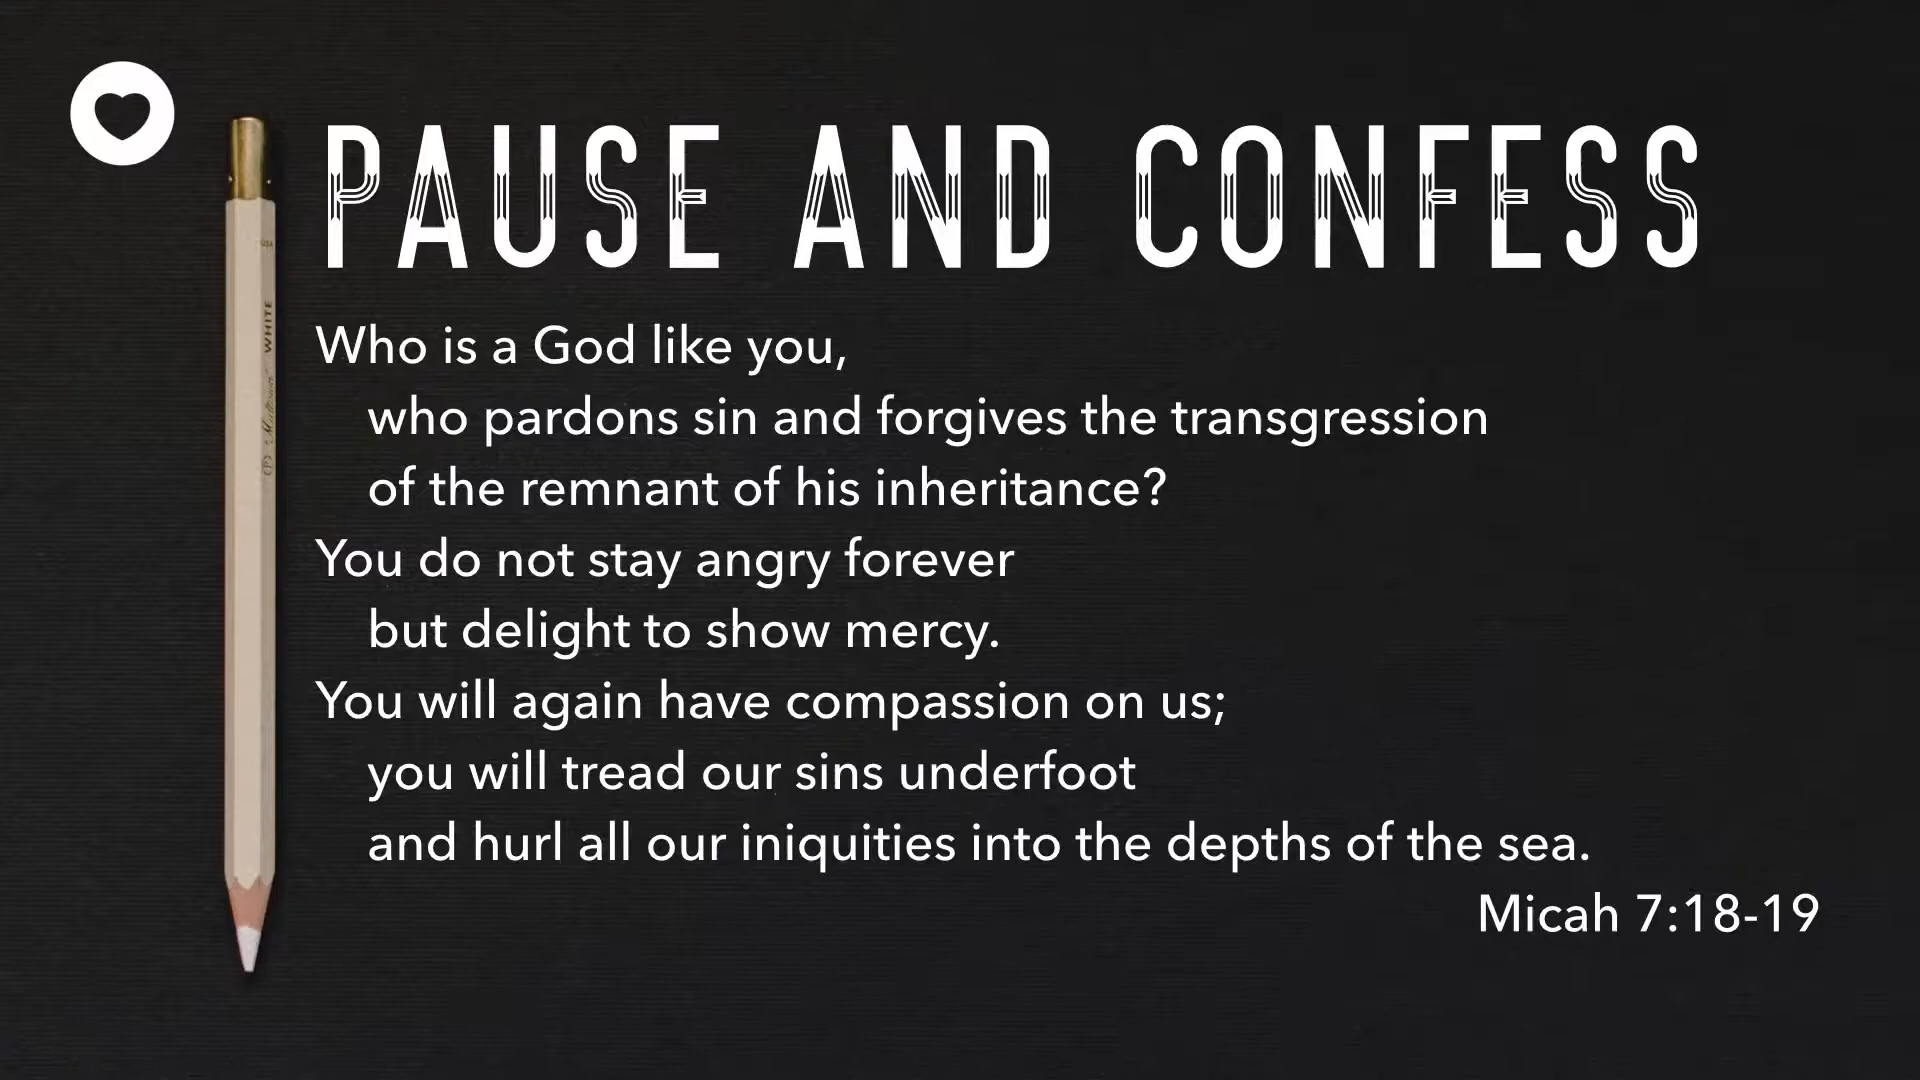 PAUSE AND CONFESS
Who is a God like you,
who pardons sin and forgives the transgression
of the remnant of his inheritance?
You do not stay angry forever
but delight to show mercy.
You will again have compassion on us;
you will tread our sins underfoot
and hurl all our iniquities into the depths of the sea.
Micah 7:18-19
WHITE
USA